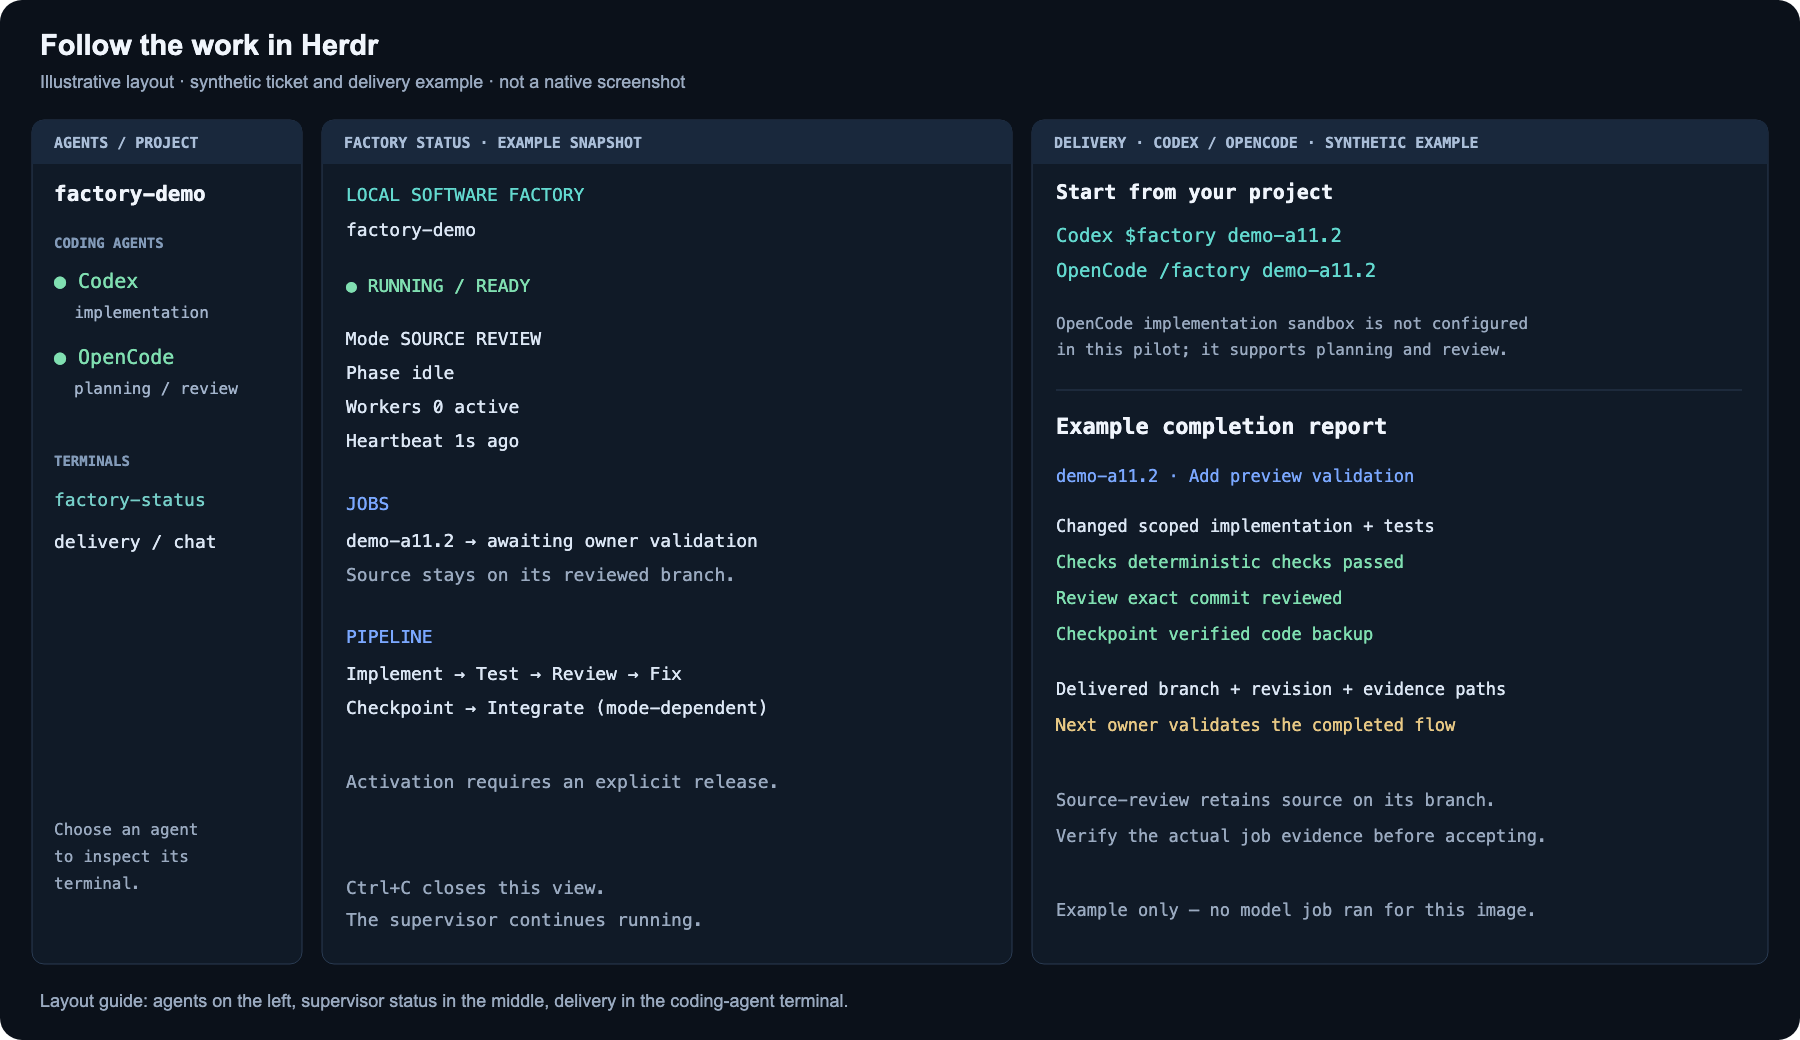 Follow the work in Herdr
Illustrative layout · synthetic ticket and delivery example · not a native screenshot
AGENTS / PROJECT
factory-demo
CODING AGENTS
Codex
implementation
OpenCode
planning / review
TERMINALS
factory-status
delivery / chat
Choose an agent
to inspect its
terminal.
FACTORY STATUS · EXAMPLE SNAPSHOT
LOCAL SOFTWARE FACTORY
factory-demo
● RUNNING / READY
Mode SOURCE REVIEW
Phase idle
Workers 0 active
Heartbeat 1s ago
JOBS
demo-a11.2 → awaiting owner validation
Source stays on its reviewed branch.
PIPELINE
Implement → Test → Review → Fix
Checkpoint → Integrate (mode-dependent)
Activation requires an explicit release.
Ctrl+C closes this view.
The supervisor continues running.
DELIVERY · CODEX / OPENCODE · SYNTHETIC EXAMPLE
Start from your project
Codex $factory demo-a11.2
OpenCode /factory demo-a11.2
OpenCode implementation sandbox is not configured
in this pilot; it supports planning and review.
Example completion report
demo-a11.2 · Add preview validation
Changed scoped implementation + tests
Checks deterministic checks passed
Review exact commit reviewed
Checkpoint verified code backup
Delivered branch + revision + evidence paths
Next owner validates the completed flow
Source-review retains source on its branch.
Verify the actual job evidence before accepting.
Example only — no model job ran for this image.
Layout guide: agents on the left, supervisor status in the middle, delivery in the coding-agent terminal.